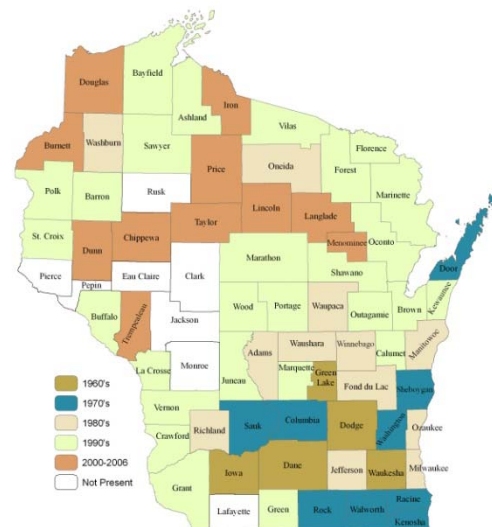 Bayfield
Douglas
Iron
Ashland
Vilas
Burnett
Washburn
Sawyer
Florence
Oneida
Forest
Price
Marinette
Polk
Barron
Rusk
Lincoln
Langlade
Taylor
Chippewa
Menominee
Oconto
St. Croix
Dunn
Door
Marathon
Pierce
Pepin
Eau Claire
Clark
Shawano
Kewaunee
Buffalo
Trempealeau
Jackson
Wood
Portage
Waupaca
Outagamie
Brown
Manitowoc
Waushara
Winnebago
Adams
Calumet
Monroe
Marquette
Green
Lake
La Crosse
Juneau
Fond du Lac
Sheboygan
Vernon
Sauk
Columbia
Dodge
Washington
Ozaukee
Crawford
Richland
Iowa
Dane
Jefferson
Waukesha
Milwaukee
Grant
Lafayette
Green
Rock
Walworth
Racine
Kenosha
1960's
1970's
1980's
1990's
2000-2006
Not Present